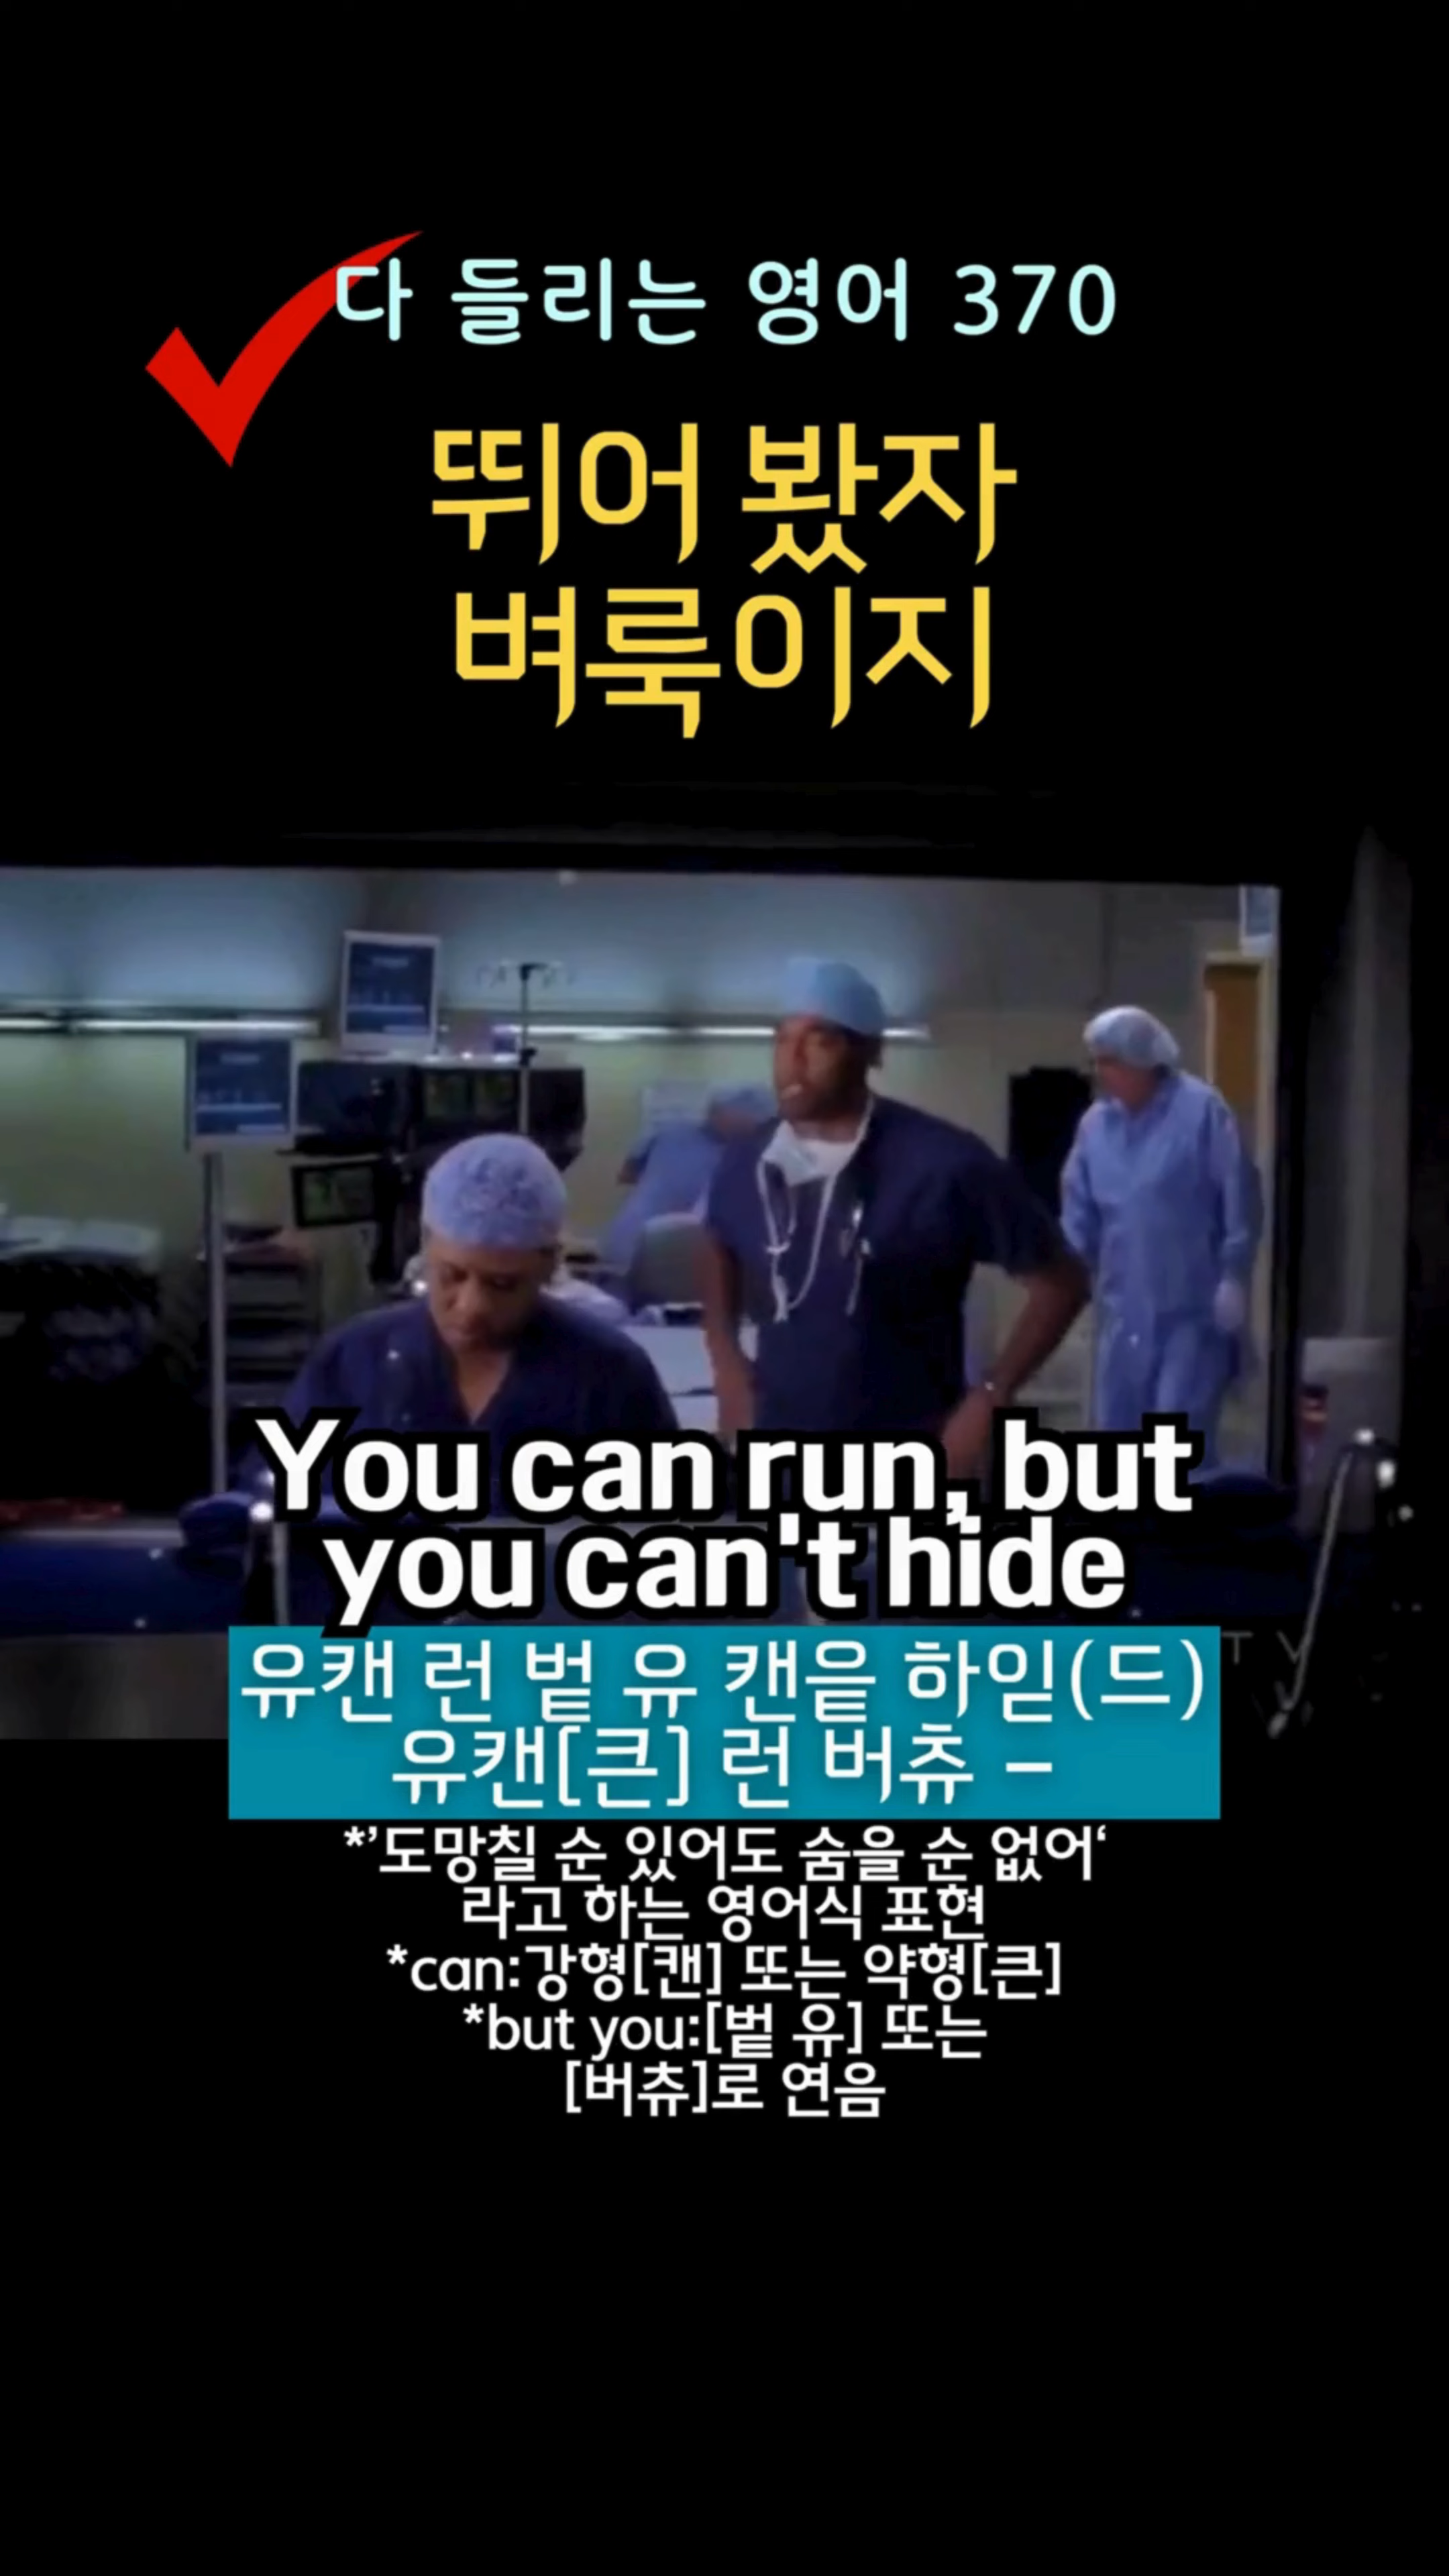 다 들리는 영어 370
뛰어 봤자
벼룩이지
You can run, but
you can't hide
유캔 런 벝 유 캔읕 하읻(드)
유캔[큰] 런 버츄 –
TV
*’도망칠 순 있어도 숨을 순 없어‘
라고 하는 영어식 표현
*can:강형[캔] 또는 약형[큰]
*but you:[벝 유] 또는
[버츄]로 연음